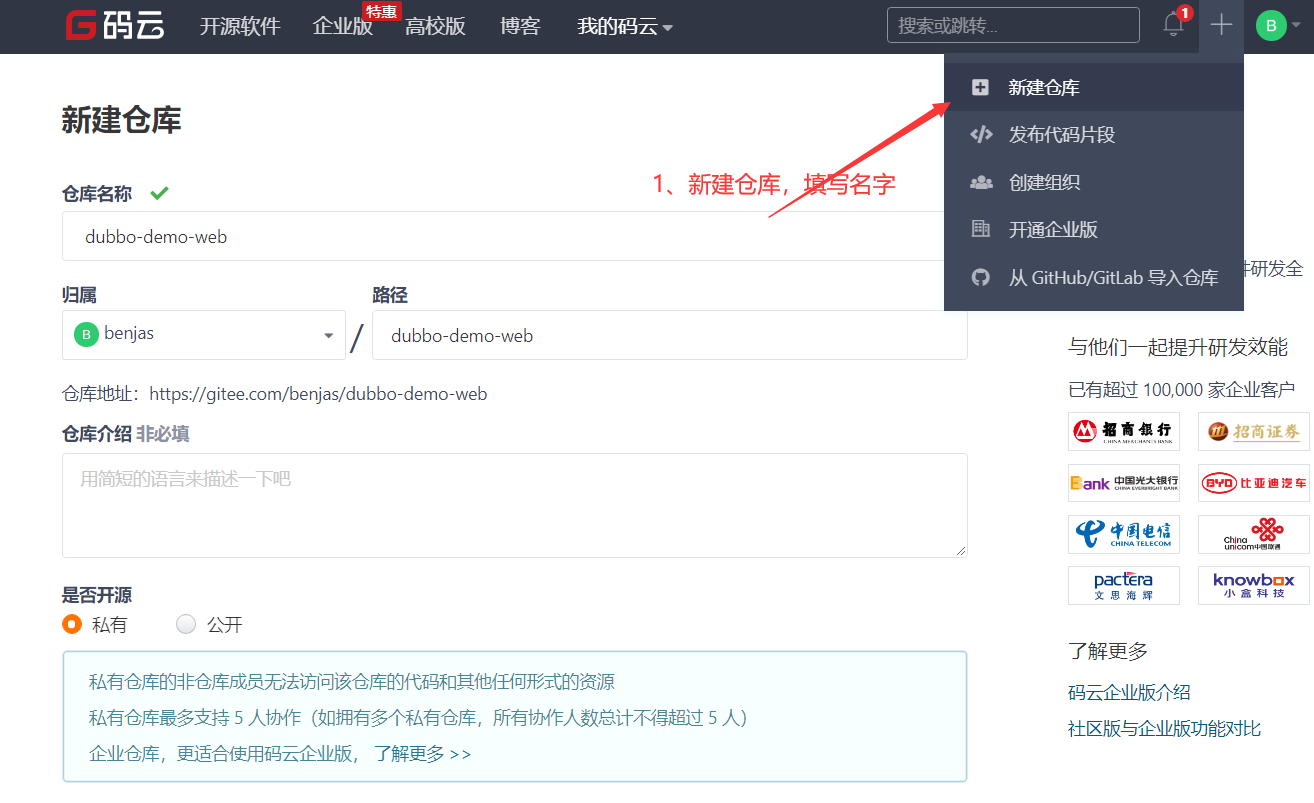 码云 开源软件 企业版 特惠 高校版 博客 我的码云 搜索或跳转... 1 B
新建仓库
发布代码片段
创建组织
开通企业版
从 GitHub/GitLab 导入仓库
新建仓库
1、新建仓库，填写名字
仓库名称
dubbo-demo-web
归属 路径
B benjas / dubbo-demo-web
仓库地址：https://gitee.com/benjas/dubbo-demo-web
仓库介绍 非必填
用简短的语言来描述一下吧
是否开源
私有 公开
私有仓库的非仓库成员无法访问该仓库的代码和其他任何形式的资源
私有仓库最多支持 5 人协作（如拥有多个私有仓库，所有协作人数总计不得超过 5 人）
企业仓库，更适合使用码云企业版， 了解更多 >>
件研发全
与他们一起提升研发效能
已有超过 100,000 家企业客户
招商银行
CHINA MERCHANTS BANK
招商证券
Bank 中国光大银行
CHINA EVERBRIGHT BANK
BYD 比亚迪汽车
中国电信
CHINA TELECOM
China
unicom中国联通
pactera
文思海辉
knowbox
小盒科技
了解更多
码云企业版介绍
社区版与企业版功能对比